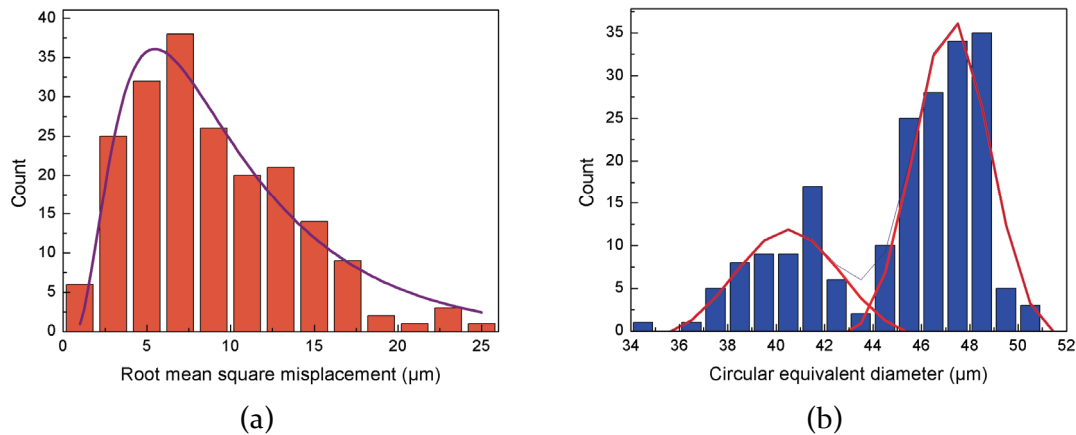 40
35
30
25
20
15
10
5
0
Count
0 5 10 15 20 25
Root mean square misplacement (µm)
(a)
35
30
25
20
15
10
5
0
Count
34 36 38 40 42 44 46 48 50 52
Circular equivalent diameter (µm)
(b)